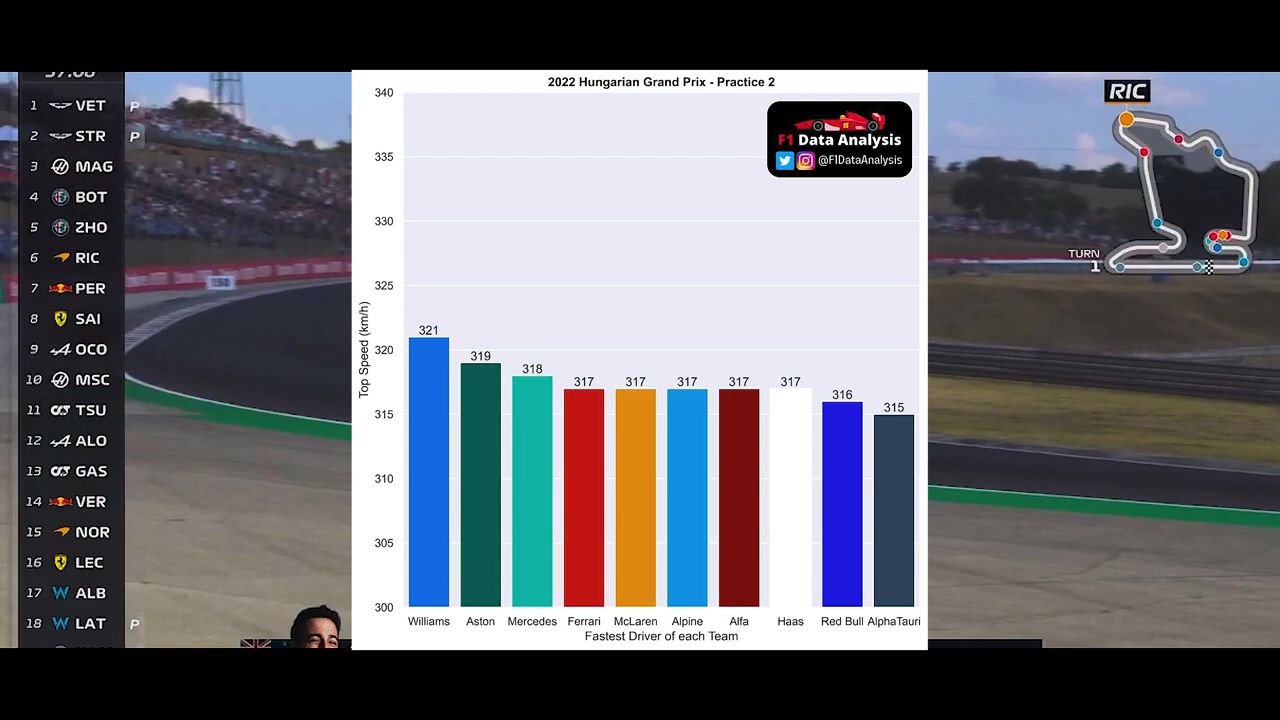 1 VET P
2 STR P
3 MAG
4 BOT
5 ZHO
6 RIC
7 PER
8 SAI
9 OCO
10 MSC
11 TSU
12 ALO
13 GAS
14 VER
15 NOR
16 LEC
17 ALB
18 LAT P
150
2022 Hungarian Grand Prix - Practice 2
F1 Data Analysis
@F1DataAnalysis
Top Speed (km/h)
340
335
330
325
320
315
310
305
300
321
319
318
317
317
317
317
317
316
315
Williams Aston Mercedes Ferrari McLaren Alpine Alfa Haas Red Bull AlphaTauri
Fastest Driver of each Team
RIC
TURN
1